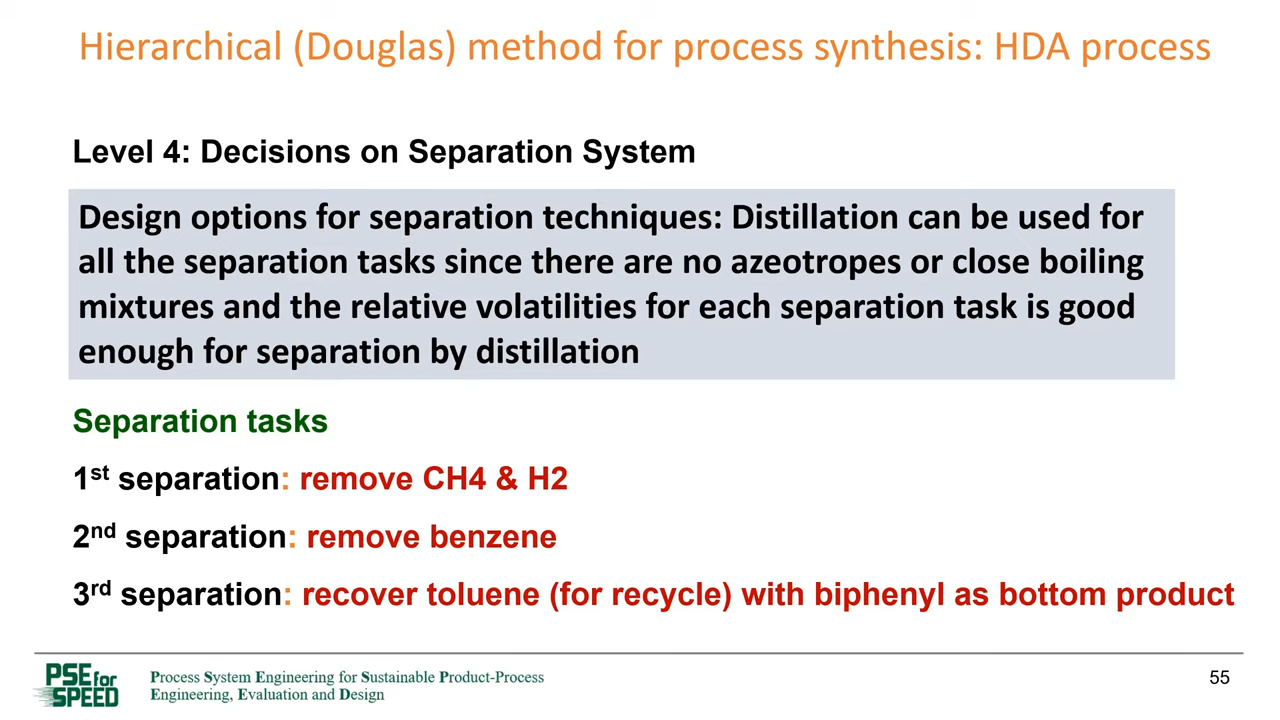 Hierarchical (Douglas) method for process synthesis: HDA process
Level 4: Decisions on Separation System
Design options for separation techniques: Distillation can be used for
all the separation tasks since there are no azeotropes or close boiling
mixtures and the relative volatilities for each separation task is good
enough for separation by distillation
Separation tasks
1st separation: remove CH4 & H2
2nd separation: remove benzene
3rd separation: recover toluene (for recycle) with biphenyl as bottom product
PSE for
SPEED
Process System Engineering for Sustainable Product-Process
Engineering, Evaluation and Design
55